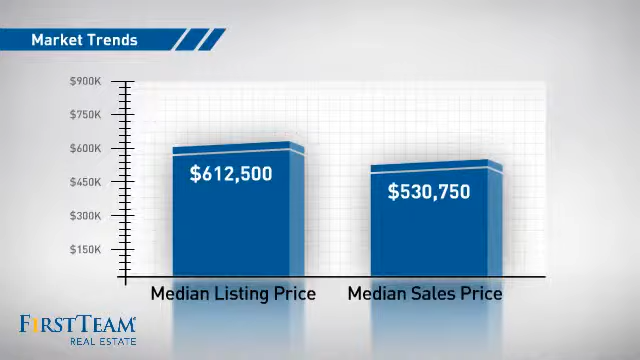 Market Trends
$900K
$750K
$600K
$450K
$300K
$150K
$612,500
$530,750
Median Listing Price
Median Sales Price
FIRSTTEAM®
REAL ESTATE